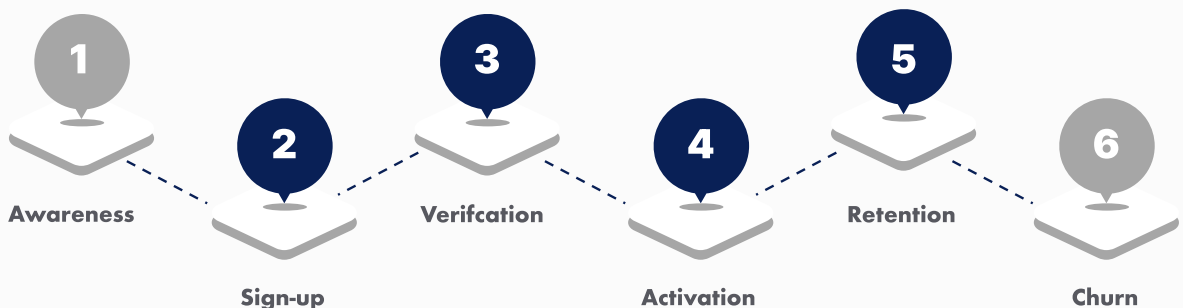 1
Awareness
2
Sign-up
3
Verifcation
4
Activation
5
Retention
6
Churn